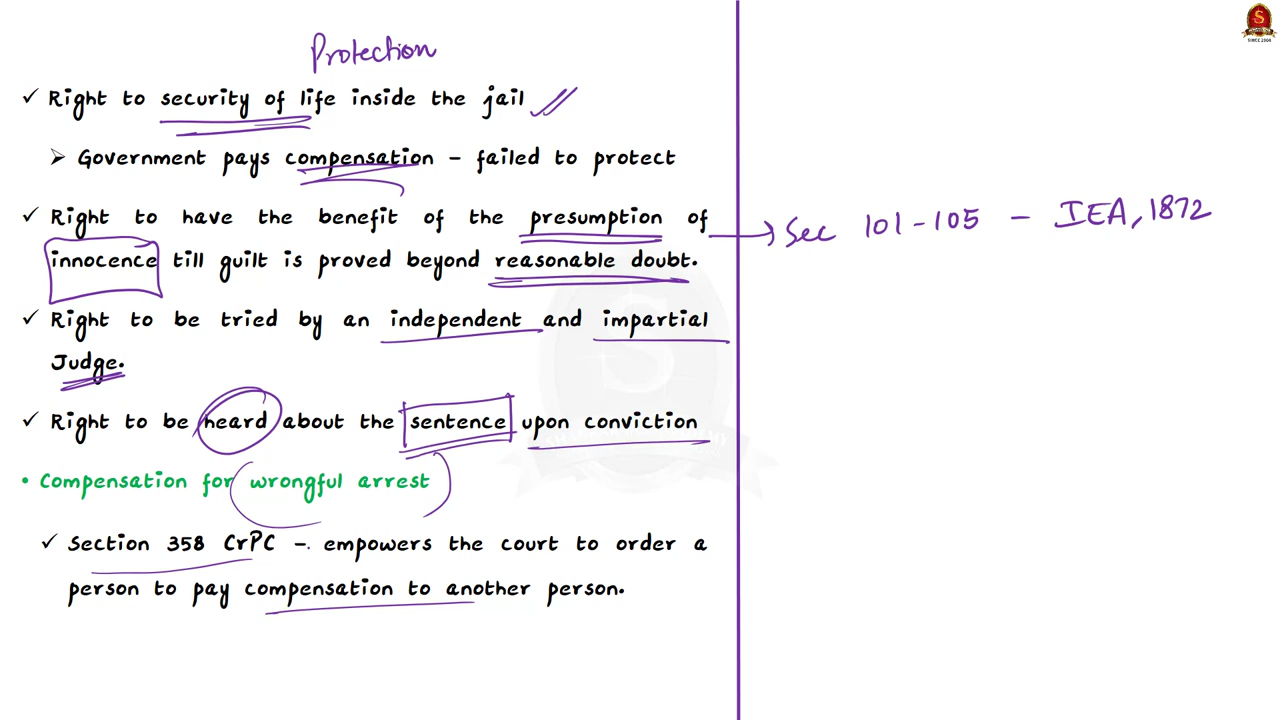 Protection
✓ Right to security of life inside the jail
➢ Government pays compensation – failed to protect
✓ Right to have the benefit of the presumption of
innocence till guilt is proved beyond reasonable doubt.
→ Sec 101-105 - IEA, 1872
✓ Right to be tried by an independent and impartial
Judge.
✓ Right to be heard about the sentence upon conviction
• Compensation for wrongful arrest
✓ Section 358 CrPC –. empowers the court to order a
person to pay compensation to another person.
S
SINCE 2004